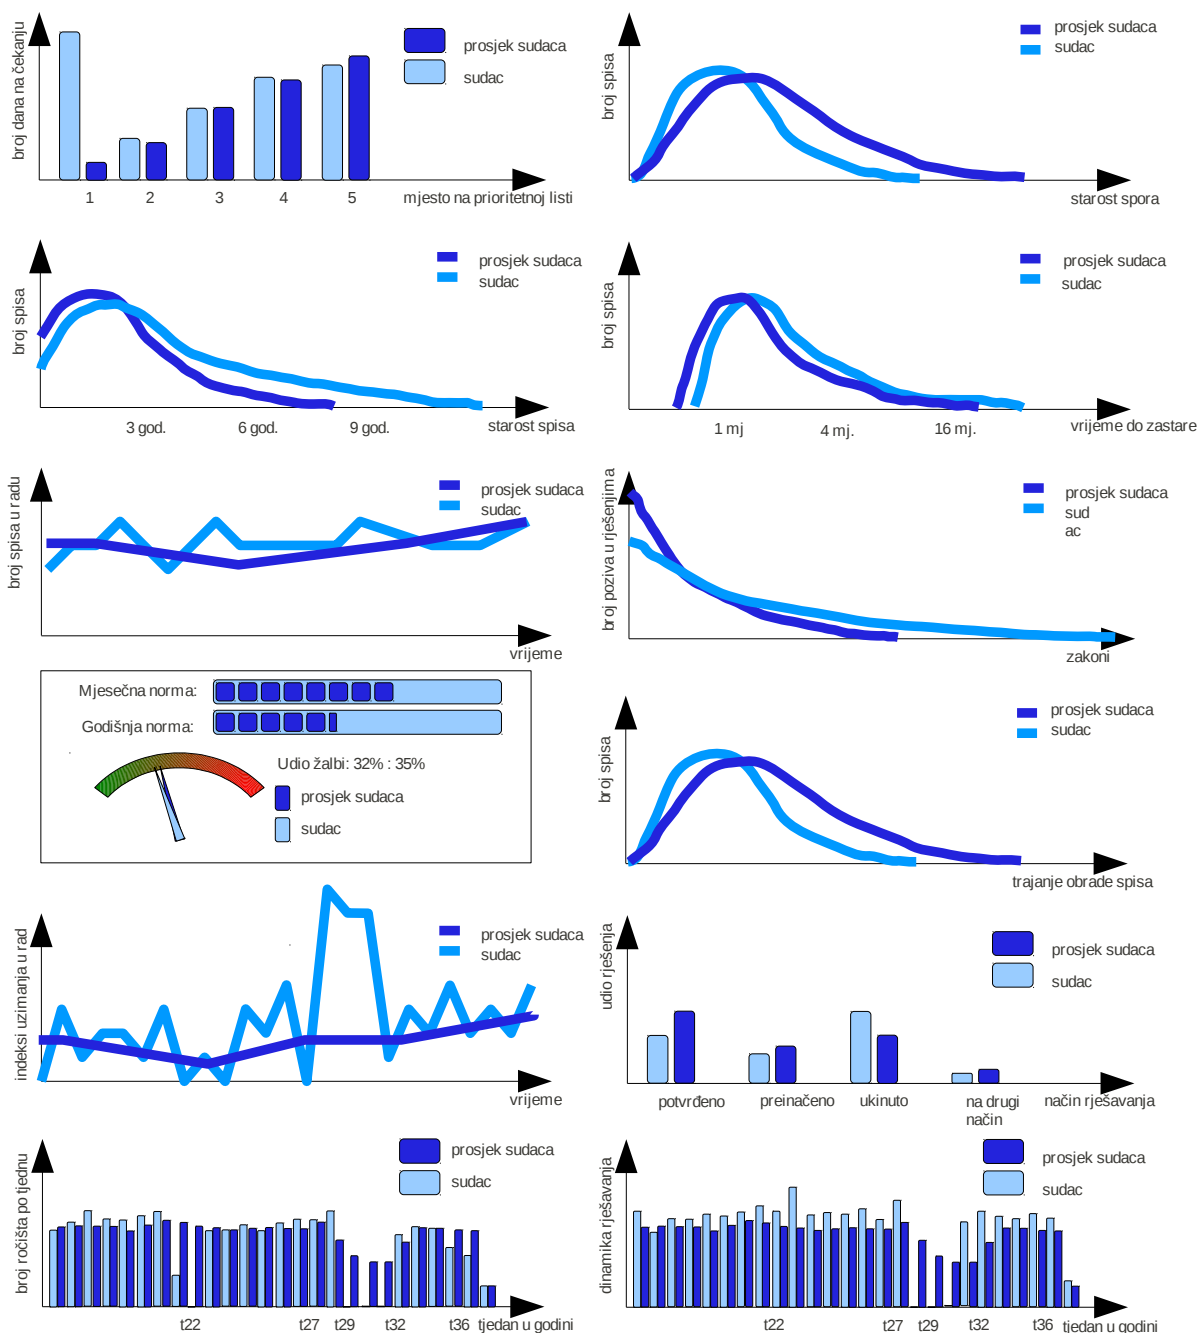 broj dana na čekanju
prosjek sudaca
sudac
1
2
3
4
5
mjesto na prioritetnoj listi
broj spisa
prosjek sudaca
sudac
starost spora
broj spisa
prosjek sudaca
sudac
3 god.
6 god.
9 god.
starost spisa
broj spisa
prosjek sudaca
sudac
1 mj
4 mj.
16 mj.
vrijeme do zastare
broj spisa u radu
prosjek sudaca
sudac
vrijeme
broj poziva u rješenjima
prosjek sudaca
sud
ac
zakoni
Mjesečna norma:
Godišnja norma:
Udio žalbi: 32% : 35%
prosjek sudaca
sudac
broj spisa
prosjek sudaca
sudac
trajanje obrade spisa
indeksi uzimanja u rad
prosjek sudaca
sudac
vrijeme
udio rješenja
prosjek sudaca
sudac
potvrđeno
preinačeno
ukinuto
na drugi
način
način rješavanja
broj ročišta po tjednu
prosjek sudaca
sudac
t22
t27
t29
t32
t36
tjedan u godini
dinamika rješavanja
prosjek sudaca
sudac
t22
t27
t29
t32
t36
tjedan u godini